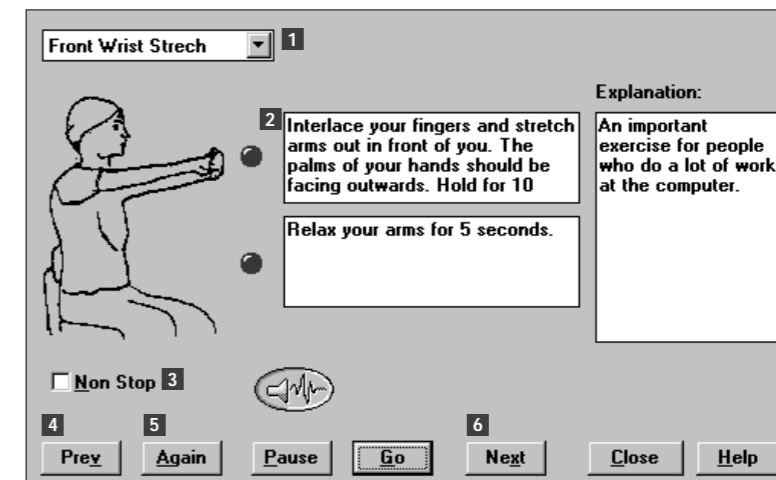 Front Wrist Strech
1
Explanation:
2
Interlace your fingers and stretch
arms out in front of you. The
palms of your hands should be
facing outwards. Hold for 10
An important
exercise for people
who do a lot of work
at the computer.
Relax your arms for 5 seconds.
Non Stop
3
4
5
6
Prev
Again
Pause
Go
Next
Close
Help